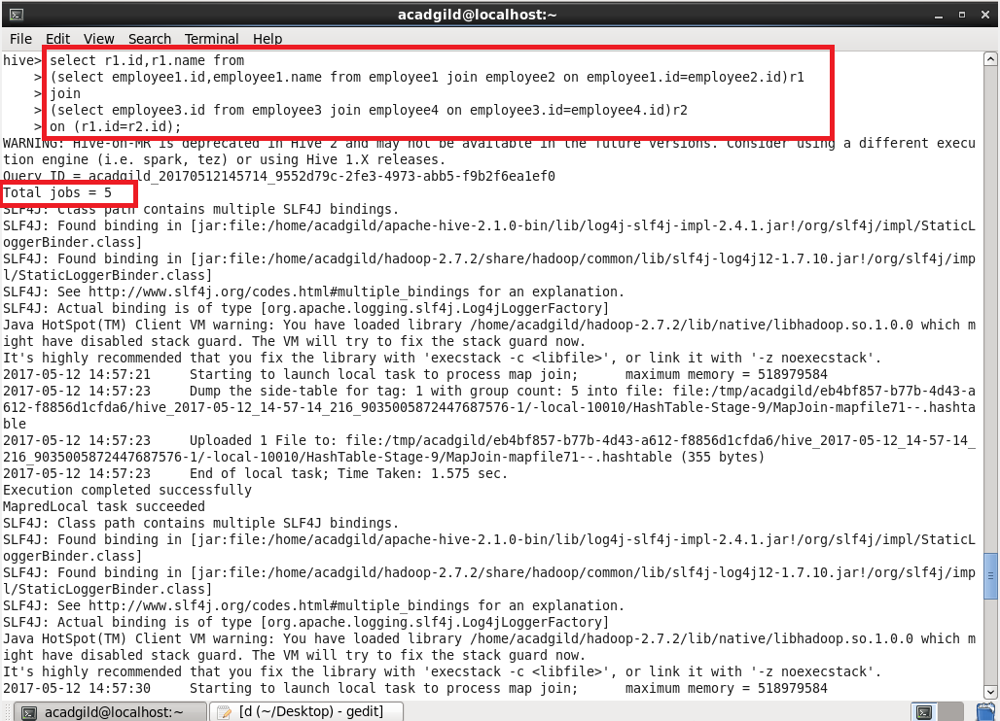 acadgild@localhost:~
File Edit View Search Terminal Help
hive> select r1.id,r1.name from
    > (select employee1.id,employee1.name from employee1 join employee2 on employee1.id=employee2.id)r1
    > join
    > (select employee3.id from employee3 join employee4 on employee3.id=employee4.id)r2
    > on (r1.id=r2.id);
WARNING: Hive-on-MR is deprecated in Hive 2 and may not be available in the future versions. Consider using a different execu
tion engine (i.e. spark, tez) or using Hive 1.X releases.
Query ID = acadgild_20170512145714_9552d79c-2fe3-4973-abb5-f9b2f6ea1ef0
Total jobs = 5
SLF4J: Class path contains multiple SLF4J bindings.
SLF4J: Found binding in [jar:file:/home/acadgild/apache-hive-2.1.0-bin/lib/log4j-slf4j-impl-2.4.1.jar!/org/slf4j/impl/StaticL
oggerBinder.class]
SLF4J: Found binding in [jar:file:/home/acadgild/hadoop-2.7.2/share/hadoop/common/lib/slf4j-log4j12-1.7.10.jar!/org/slf4j/imp
l/StaticLoggerBinder.class]
SLF4J: See http://www.slf4j.org/codes.html#multiple_bindings for an explanation.
SLF4J: Actual binding is of type [org.apache.logging.slf4j.Log4jLoggerFactory]
Java HotSpot(TM) Client VM warning: You have loaded library /home/acadgild/hadoop-2.7.2/lib/native/libhadoop.so.1.0.0 which m
ight have disabled stack guard. The VM will try to fix the stack guard now.
It's highly recommended that you fix the library with 'execstack -c <libfile>', or link it with '-z noexecstack'.
2017-05-12 14:57:21     Starting to launch local task to process map join;      maximum memory = 518979584
2017-05-12 14:57:23     Dump the side-table for tag: 1 with group count: 5 into file: file:/tmp/acadgild/eb4bf857-b77b-4d43-a
612-f8856d1cfda6/hive_2017-05-12_14-57-14_216_9035005872447687576-1/-local-10010/HashTable-Stage-9/MapJoin-mapfile71--.hashta
ble
2017-05-12 14:57:23     Uploaded 1 File to: file:/tmp/acadgild/eb4bf857-b77b-4d43-a612-f8856d1cfda6/hive_2017-05-12_14-57-14_
216_9035005872447687576-1/-local-10010/HashTable-Stage-9/MapJoin-mapfile71--.hashtable (355 bytes)
2017-05-12 14:57:23     End of local task; Time Taken: 1.575 sec.
Execution completed successfully
MapredLocal task succeeded
SLF4J: Class path contains multiple SLF4J bindings.
SLF4J: Found binding in [jar:file:/home/acadgild/apache-hive-2.1.0-bin/lib/log4j-slf4j-impl-2.4.1.jar!/org/slf4j/impl/StaticL
oggerBinder.class]
SLF4J: Found binding in [jar:file:/home/acadgild/hadoop-2.7.2/share/hadoop/common/lib/slf4j-log4j12-1.7.10.jar!/org/slf4j/imp
l/StaticLoggerBinder.class]
SLF4J: See http://www.slf4j.org/codes.html#multiple_bindings for an explanation.
SLF4J: Actual binding is of type [org.apache.logging.slf4j.Log4jLoggerFactory]
Java HotSpot(TM) Client VM warning: You have loaded library /home/acadgild/hadoop-2.7.2/lib/native/libhadoop.so.1.0.0 which m
ight have disabled stack guard. The VM will try to fix the stack guard now.
It's highly recommended that you fix the library with 'execstack -c <libfile>', or link it with '-z noexecstack'.
2017-05-12 14:57:30     Starting to launch local task to process map join;      maximum memory = 518979584
acadgild@localhost:~ [d (~/Desktop) - gedit]